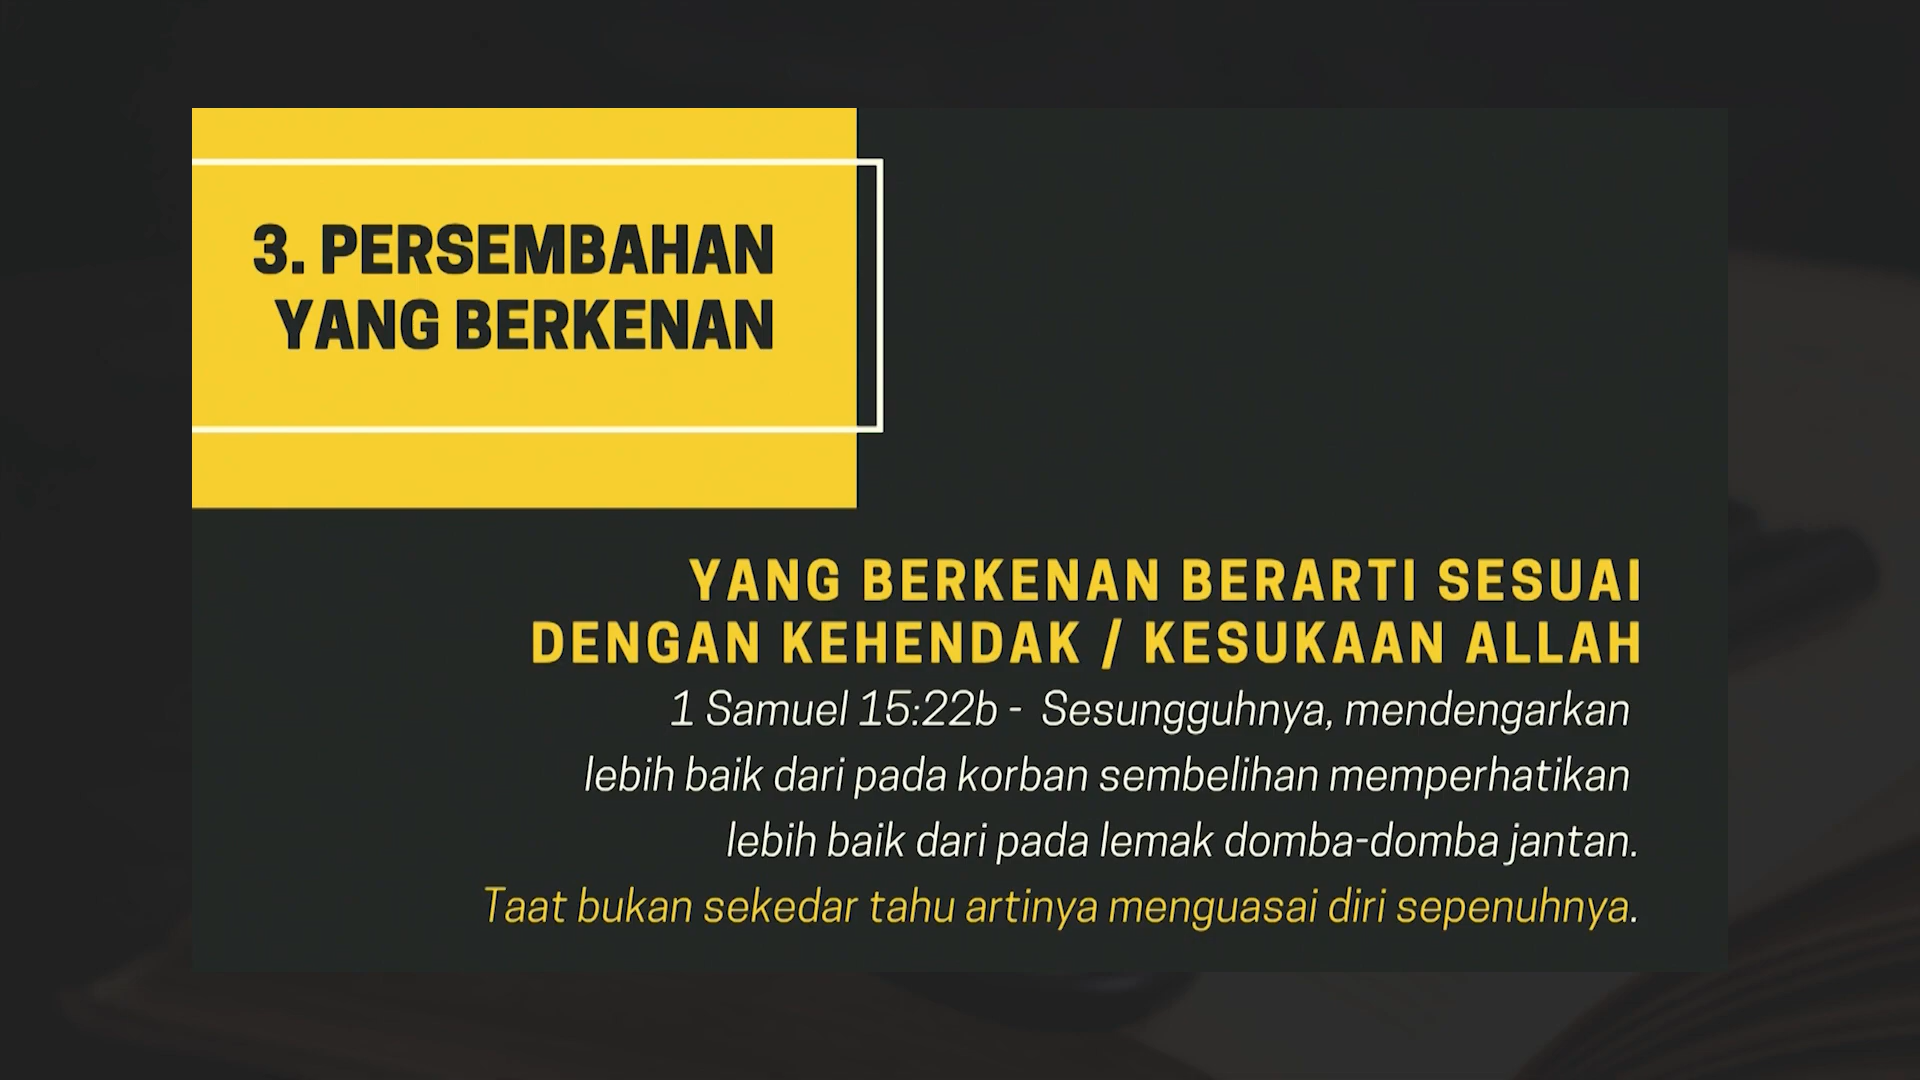 3. PERSEMBAHAN
YANG BERKENAN
YANG BERKENAN BERARTI SESUAI
DENGAN KEHENDAK / KESUKAAN ALLAH
1 Samuel 15:22b - Sesungguhnya, mendengarkan
lebih baik dari pada korban sembelihan memperhatikan
lebih baik dari pada lemak domba-domba jantan.
Taat bukan sekedar tahu artinya menguasai diri sepenuhnya.